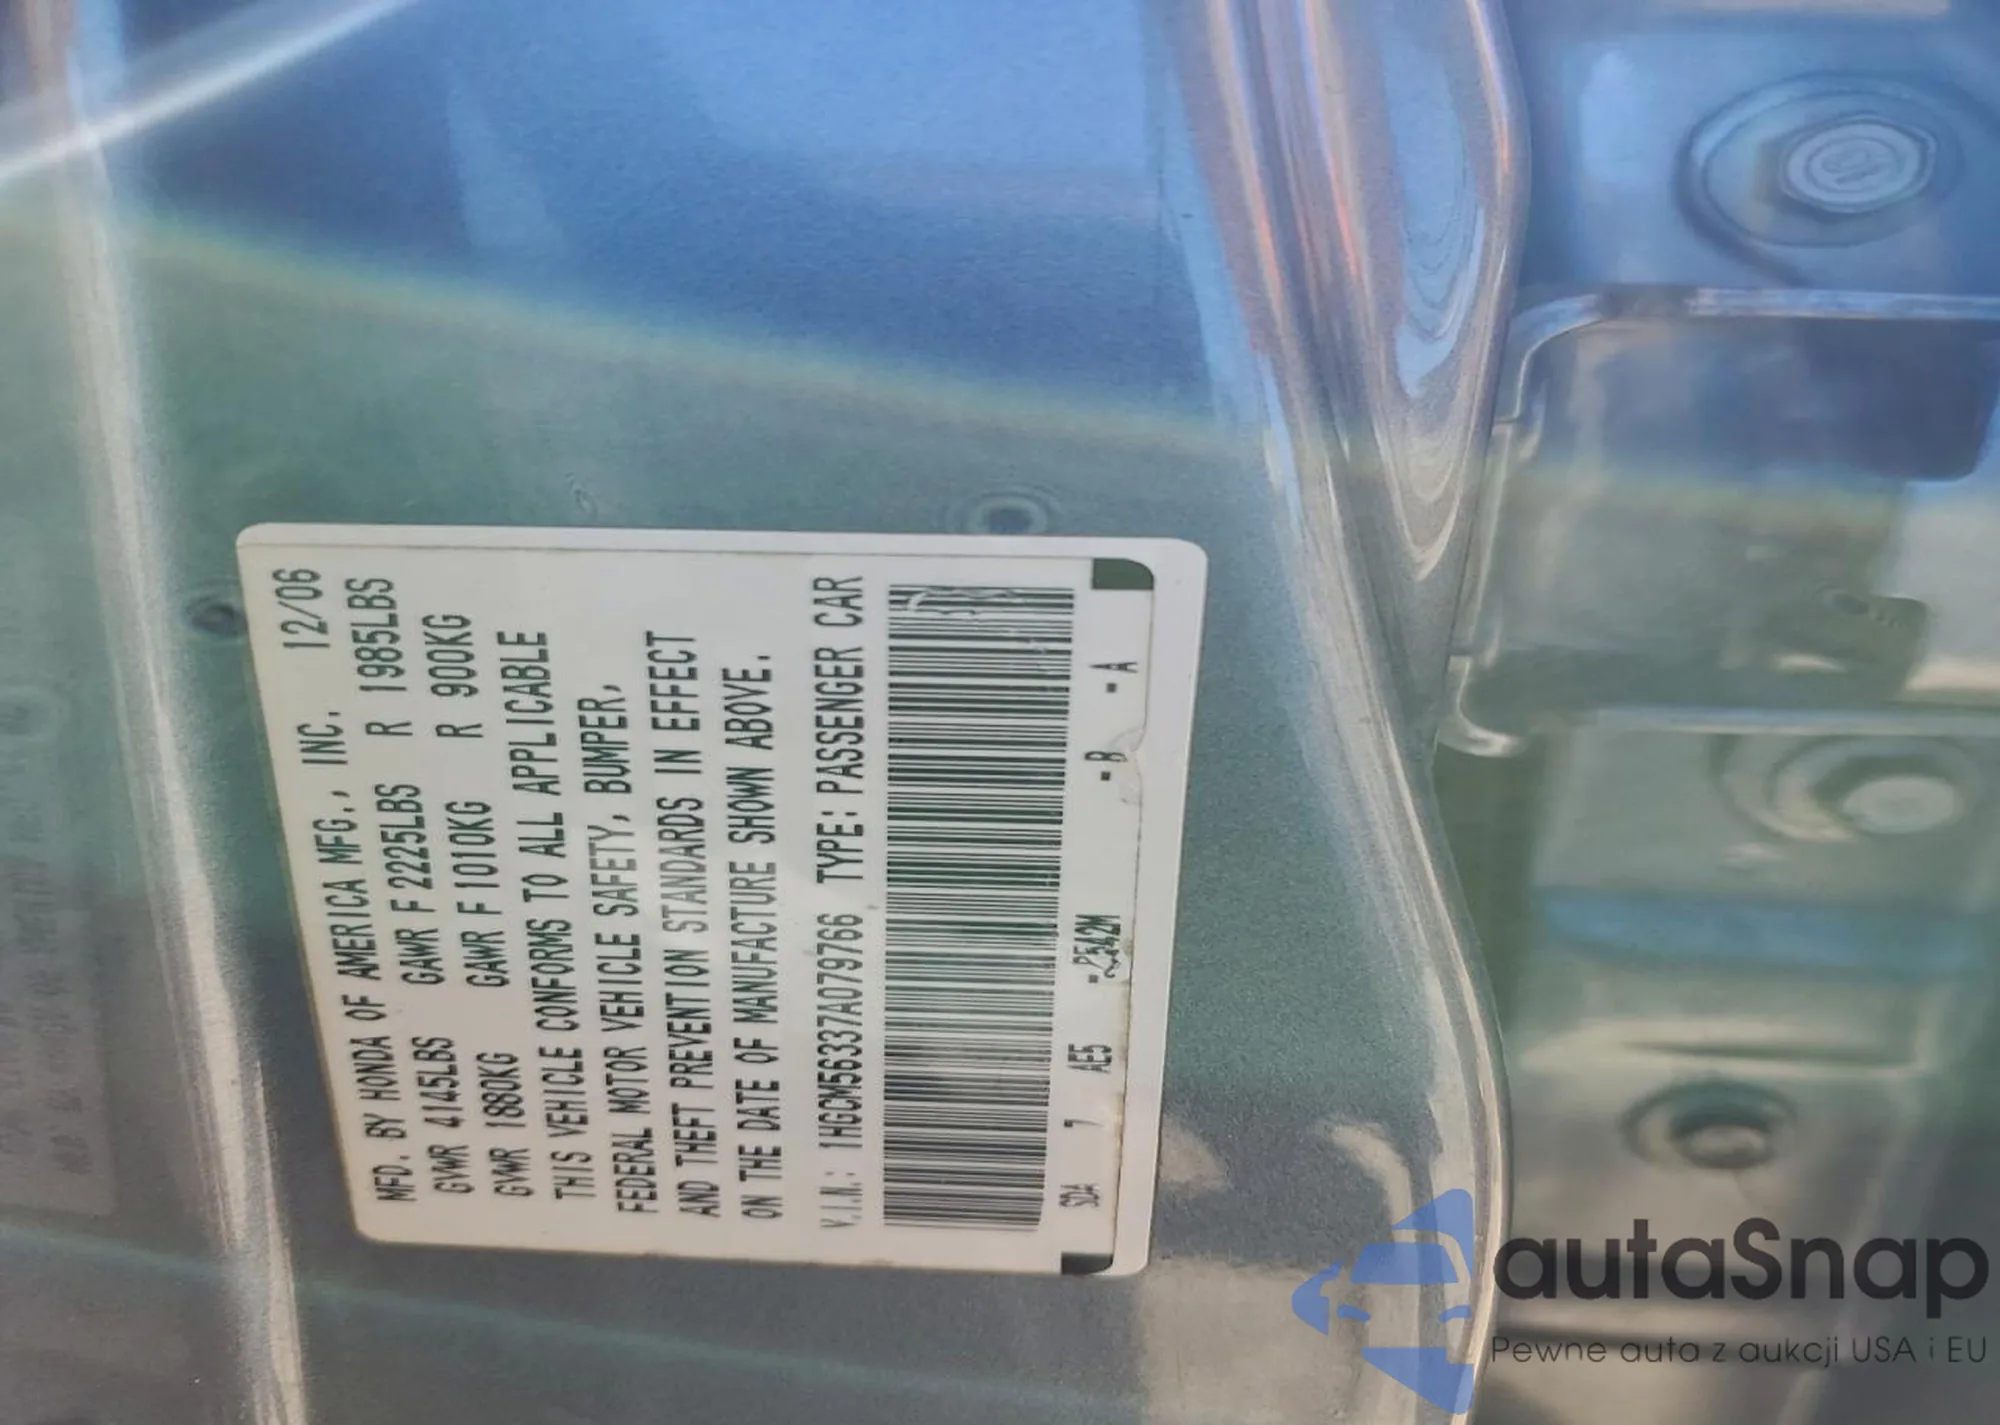 MFD. BY HONDA OF AMERICA MFG., INC. 12/06
GVWR 4145LBS GAWR F 2225LBS R 1985LBS
GVWR 1880KG GAWR F 1010KG R 900KG
THIS VEHICLE CONFORMS TO ALL APPLICABLE
FEDERAL MOTOR VEHICLE SAFETY, BUMPER,
AND THEFT PREVENTION STANDARDS IN EFFECT
ON THE DATE OF MANUFACTURE SHOWN ABOVE.
V.I.N.: 1HGCM56337A079766 TYPE: PASSENGER CAR
SDA 7 AE5 -B -A
autaSnap
Pewne auta z aukcji USA i EU